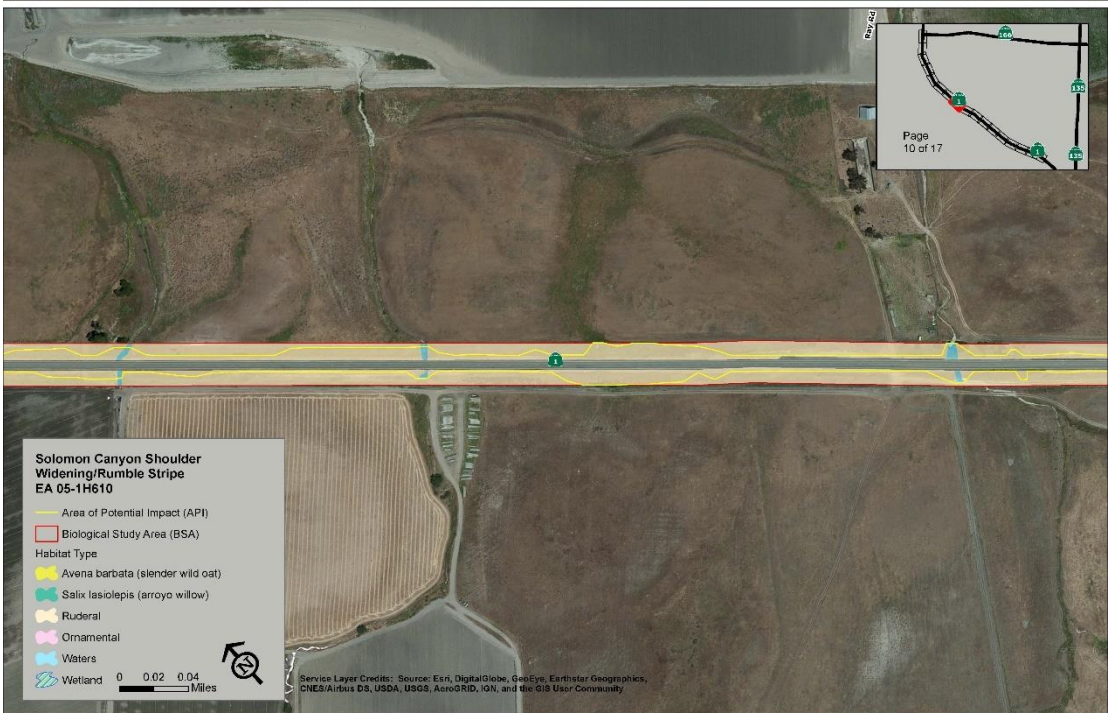 Ray Rd
166
135
1
Page
10 of 17
1
135
1
Solomon Canyon Shoulder
Widening/Rumble Stripe
EA 05-1H610
Area of Potential Impact (API)
Biological Study Area (BSA)
Habitat Type
Avena barbata (slender wild oat)
Salix lasiolepis (arroyo willow)
Ruderal
Ornamental
Waters
Wetland
0 0.02 0.04
Miles
N
Service Layer Credits: Source: Esri, DigitalGlobe, GeoEye, Earthstar Geographics,
CNES/Airbus DS, USDA, USGS, AeroGRID, IGN, and the GIS User Community